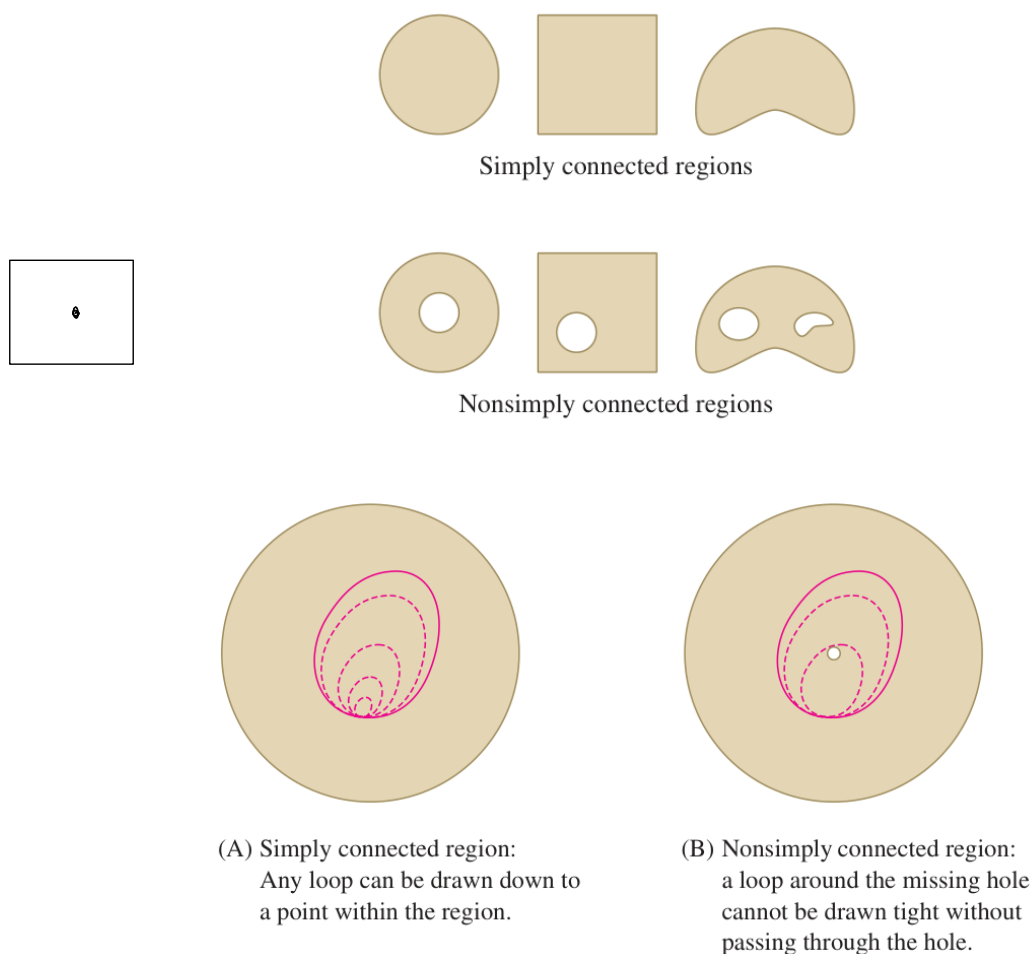 Simply connected regions
Nonsimply connected regions
(A) Simply connected region:
Any loop can be drawn down to
a point within the region.
(B) Nonsimply connected region:
a loop around the missing hole
cannot be drawn tight without
passing through the hole.